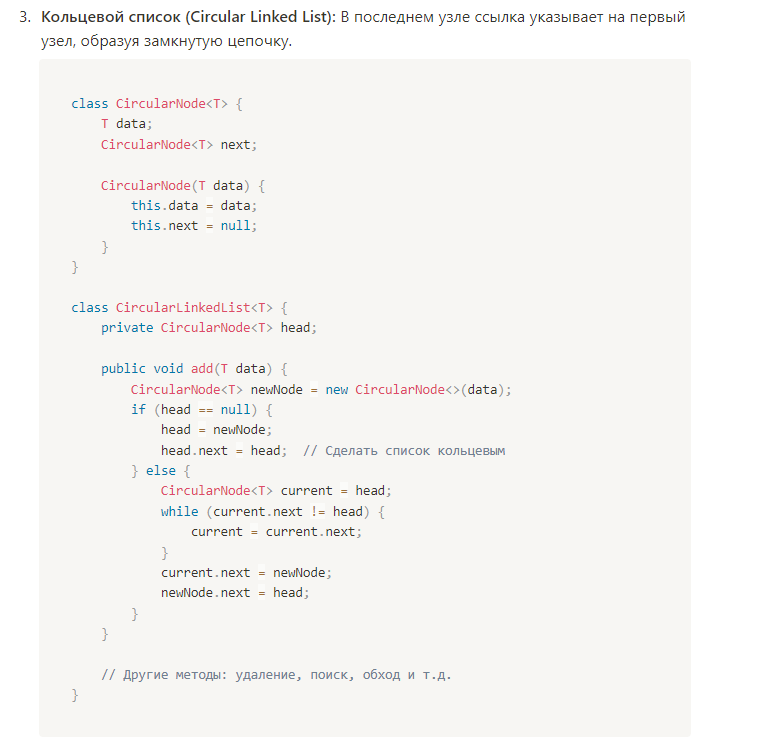 3. Кольцевой список (Circular Linked List): В последнем узле ссылка указывает на первый
узел, образуя замкнутую цепочку.
class CircularNode<T> {
    T data;
    CircularNode<T> next;

    CircularNode(T data) {
        this.data = data;
        this.next = null;
    }
}

class CircularLinkedList<T> {
    private CircularNode<T> head;

    public void add(T data) {
        CircularNode<T> newNode = new CircularNode<>(data);
        if (head == null) {
            head = newNode;
            head.next = head;  // Сделать список кольцевым
        } else {
            CircularNode<T> current = head;
            while (current.next != head) {
                current = current.next;
            }
            current.next = newNode;
            newNode.next = head;
        }
    }

    // Другие методы: удаление, поиск, обход и т.д.
}